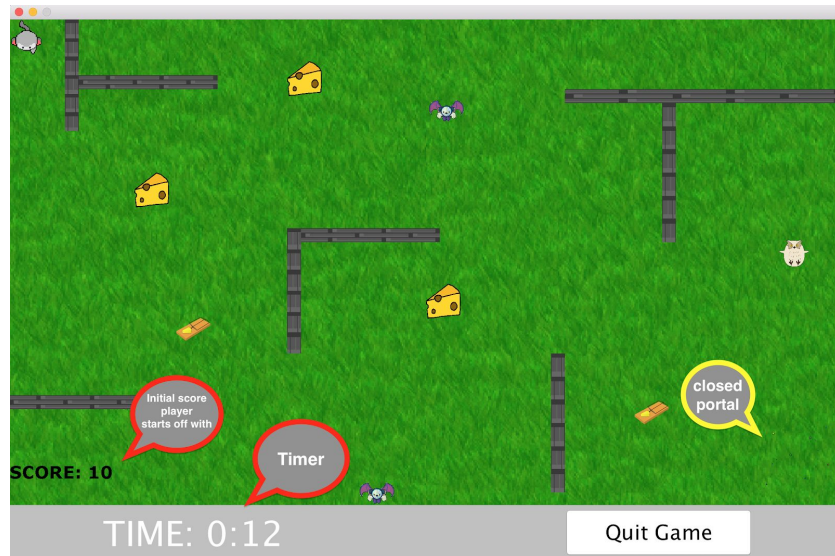 closed
portal
Initial score
player
starts off with
Timer
SCORE: 10
TIME: 0:12
Quit Game